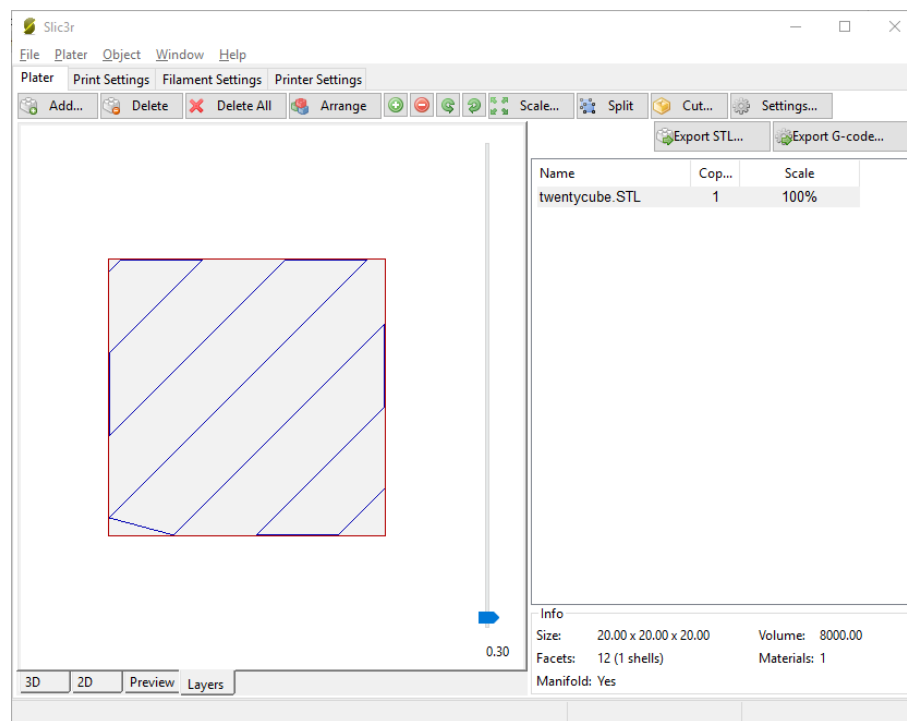 Slic3r
File Plater Object Window Help
Plater Print Settings Filament Settings Printer Settings
Add... Delete Delete All Arrange Scale... Split Cut... Settings...
Export STL... Export G-code...
Name Cop... Scale
twentycube.STL 1 100%
0.30
Info
Size: 20.00 x 20.00 x 20.00 Volume: 8000.00
Facets: 12 (1 shells) Materials: 1
Manifold: Yes
3D 2D Preview Layers